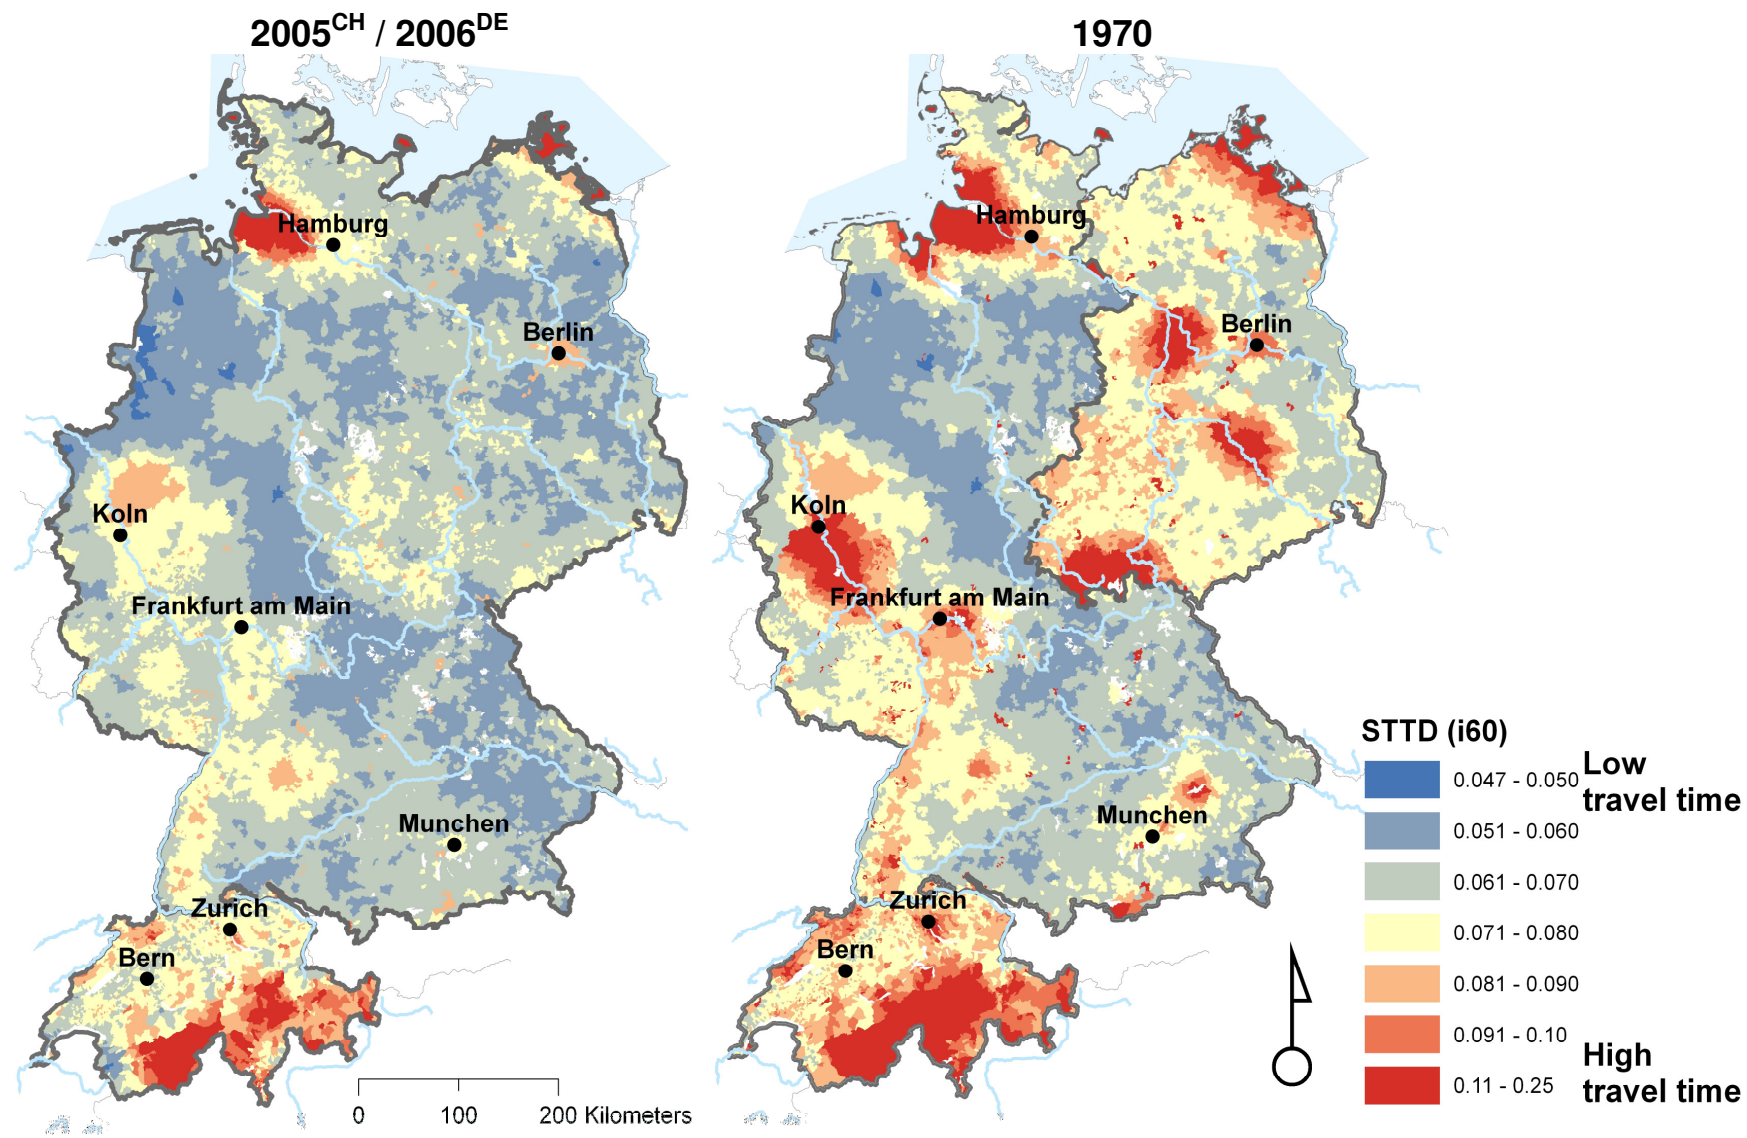 2005CH / 2006DE
1970
Hamburg
Berlin
Koln
Frankfurt am Main
Munchen
Zurich
Bern
0 100 200 Kilometers
Hamburg
Berlin
Koln
Frankfurt am Main
Munchen
Zurich
Bern
STTD (i60)
0.047 - 0.050 Low
travel time
0.051 - 0.060
0.061 - 0.070
0.071 - 0.080
0.081 - 0.090
0.091 - 0.10
High
travel time
0.11 - 0.25